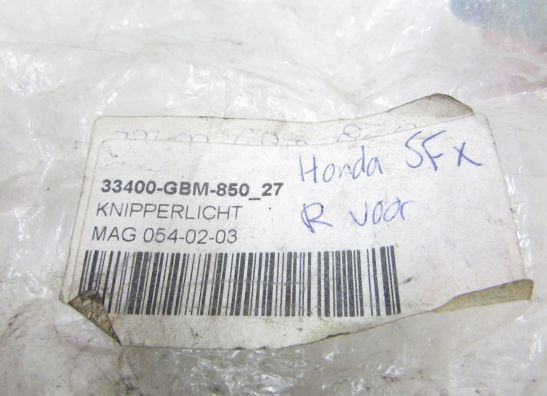 Honda SFx
33400-GBM-850_27
R voor
KNIPPERLICHT
MAG 054-02-03